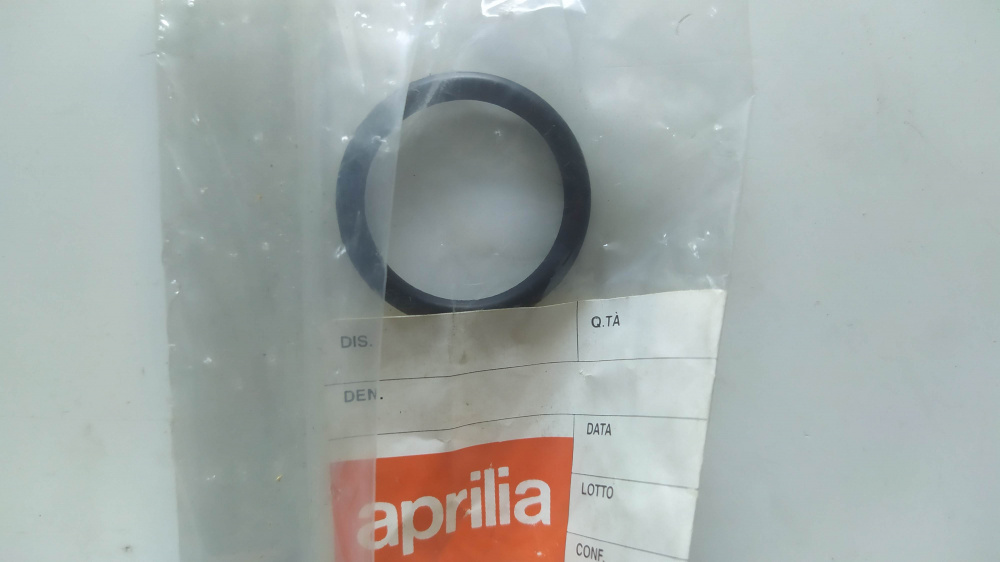 DIS.
Q.TÀ
DEN.
DATA
LOTTO
aprilia
CONF.